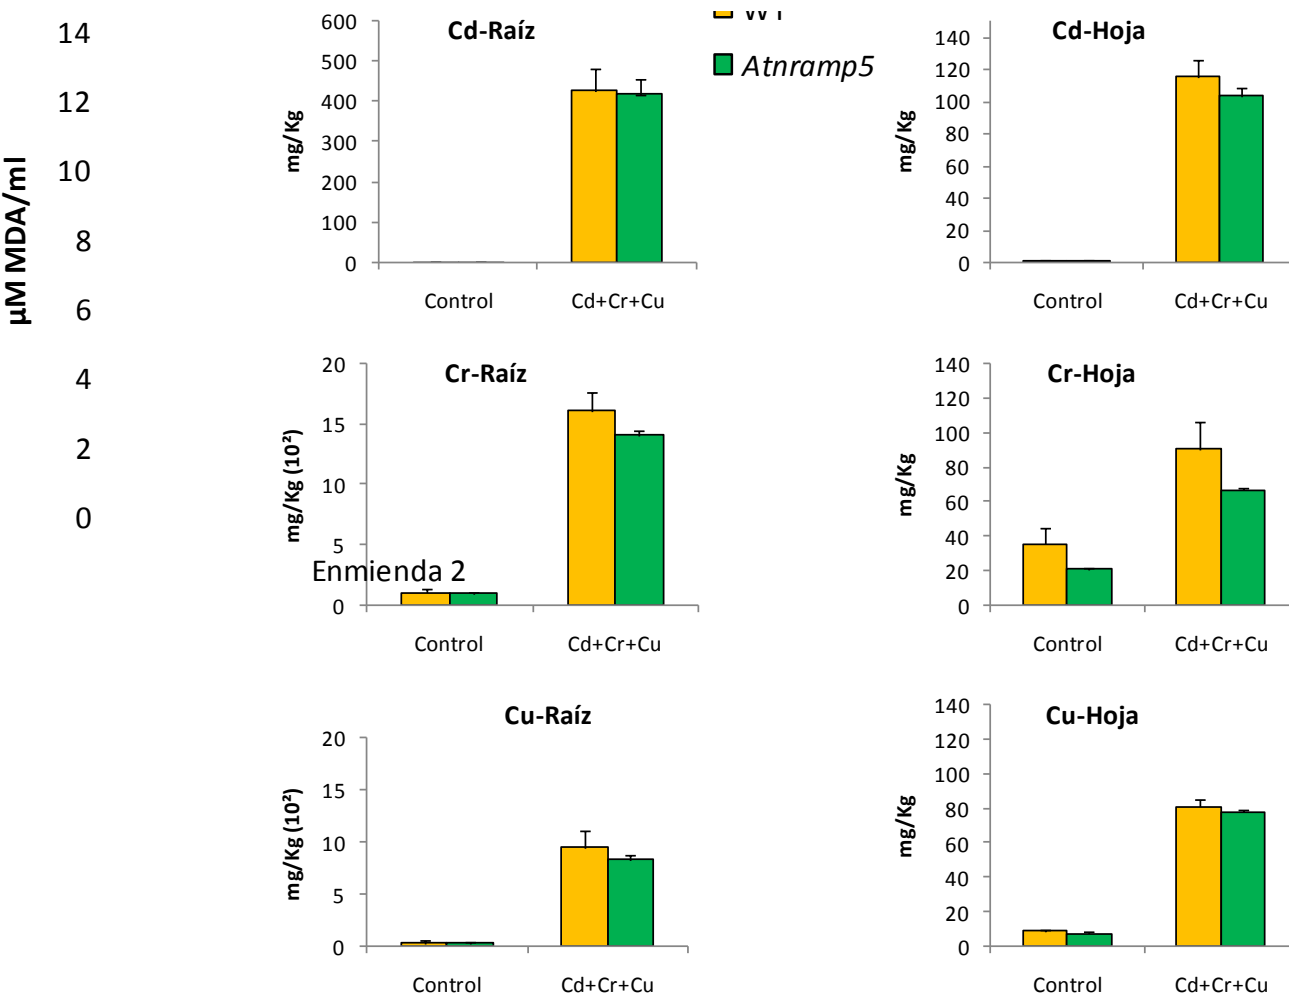 µM MDA/ml
14
12
10
8
6
4
2
0
Enmienda 2
Cd-Raíz
mg/Kg
600
500
400
300
200
100
0
Control Cd+Cr+Cu
Atnramp5
Cd-Hoja
mg/Kg
140
120
100
80
60
40
20
0
Control Cd+Cr+Cu
Cr-Raíz
mg/Kg (10²)
20
15
10
5
0
Control Cd+Cr+Cu
Cr-Hoja
mg/Kg
140
120
100
80
60
40
20
0
Control Cd+Cr+Cu
Cu-Raíz
mg/Kg (10²)
20
15
10
5
0
Control Cd+Cr+Cu
Cu-Hoja
mg/Kg
140
120
100
80
60
40
20
0
Control Cd+Cr+Cu